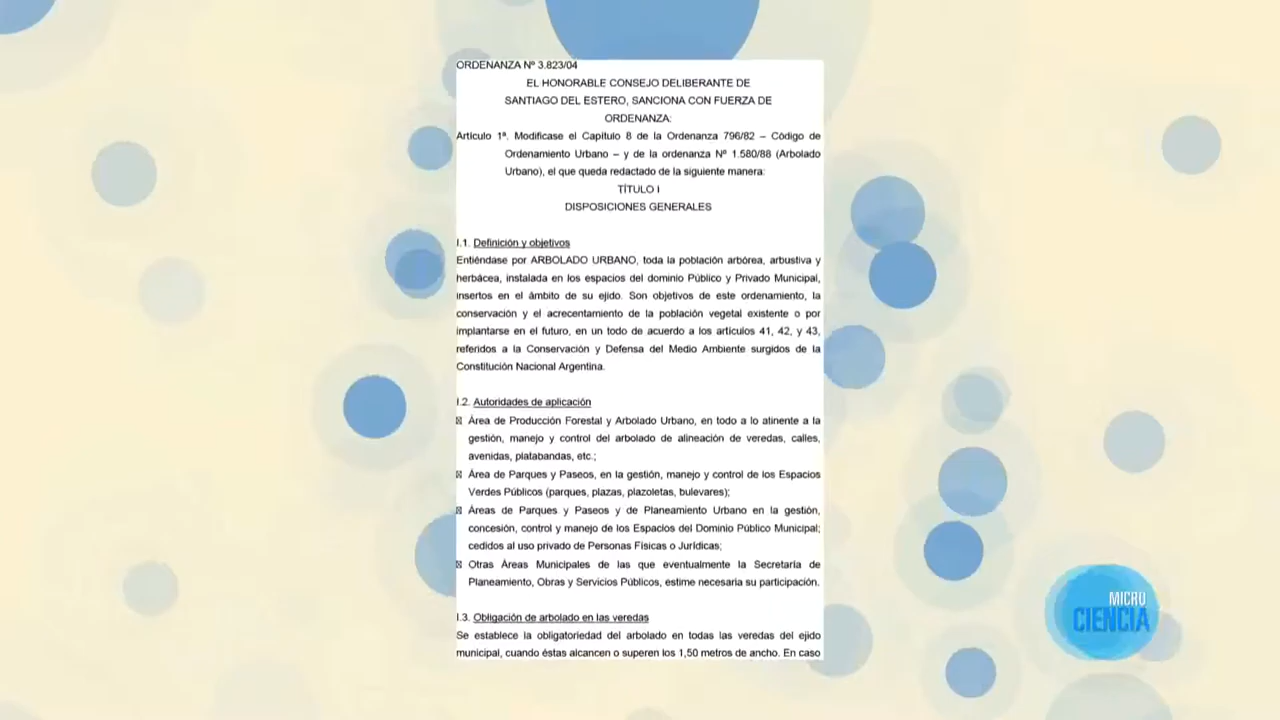 ORDENANZA Nº 3.823/04
EL HONORABLE CONSEJO DELIBERANTE DE
SANTIAGO DEL ESTERO, SANCIONA CON FUERZA DE
ORDENANZA:
Artículo 1ª. Modifícase el Capítulo 8 de la Ordenanza 796/82 – Código de
Ordenamiento Urbano – y de la ordenanza Nº 1.580/88 (Arbolado
Urbano), el que queda redactado de la siguiente manera:
TÍTULO I
DISPOSICIONES GENERALES
I.1. Definición y objetivos
Entiéndase por ARBOLADO URBANO, toda la población arbórea, arbustiva y
herbácea, instalada en los espacios del dominio Público y Privado Municipal,
insertos en el ámbito de su ejido. Son objetivos de este ordenamiento, la
conservación y el acrecentamiento de la población vegetal existente o por
implantarse en el futuro, en un todo de acuerdo a los artículos 41, 42, y 43,
referidos a la Conservación y Defensa del Medio Ambiente surgidos de la
Constitución Nacional Argentina.
I.2. Autoridades de aplicación
Área de Producción Forestal y Arbolado Urbano, en todo a lo atinente a la
gestión, manejo y control del arbolado de alineación de veredas, calles,
avenidas, platabandas, etc.;
Área de Parques y Paseos, en la gestión, manejo y control de los Espacios
Verdes Públicos (parques, plazas, plazoletas, bulevares);
Áreas de Parques y Paseos y de Planeamiento Urbano en la gestión,
concesión, control y manejo de los Espacios del Dominio Público Municipal;
cedidos al uso privado de Personas Físicas o Jurídicas;
Otras Áreas Municipales de las que eventualmente la Secretaría de
Planeamiento, Obras y Servicios Públicos, estime necesaria su participación.
I.3. Obligación de arbolado en las veredas
Se establece la obligatoriedad del arbolado en todas las veredas del ejido
municipal, cuando éstas alcancen o superen los 1,50 metros de ancho. En caso
MICRO
CIENCIA